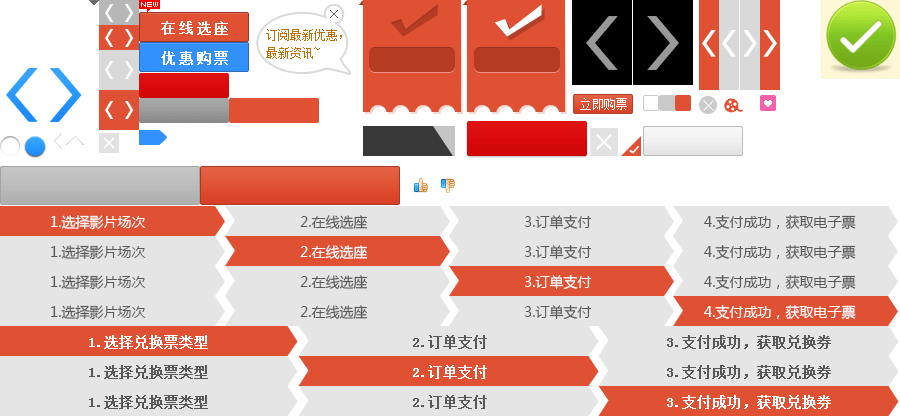 NEW
在线选座
优惠购票
订阅最新优惠，
最新资讯~
立即购票
1.选择影片场次 2.在线选座 3.订单支付 4.支付成功，获取电子票
1.选择影片场次 2.在线选座 3.订单支付 4.支付成功，获取电子票
1.选择影片场次 2.在线选座 3.订单支付 4.支付成功，获取电子票
1.选择影片场次 2.在线选座 3.订单支付 4.支付成功，获取电子票
1. 选择兑换票类型 2. 订单支付 3. 支付成功，获取兑换券
1. 选择兑换票类型 2. 订单支付 3. 支付成功，获取兑换券
1. 选择兑换票类型 2. 订单支付 3. 支付成功，获取兑换券